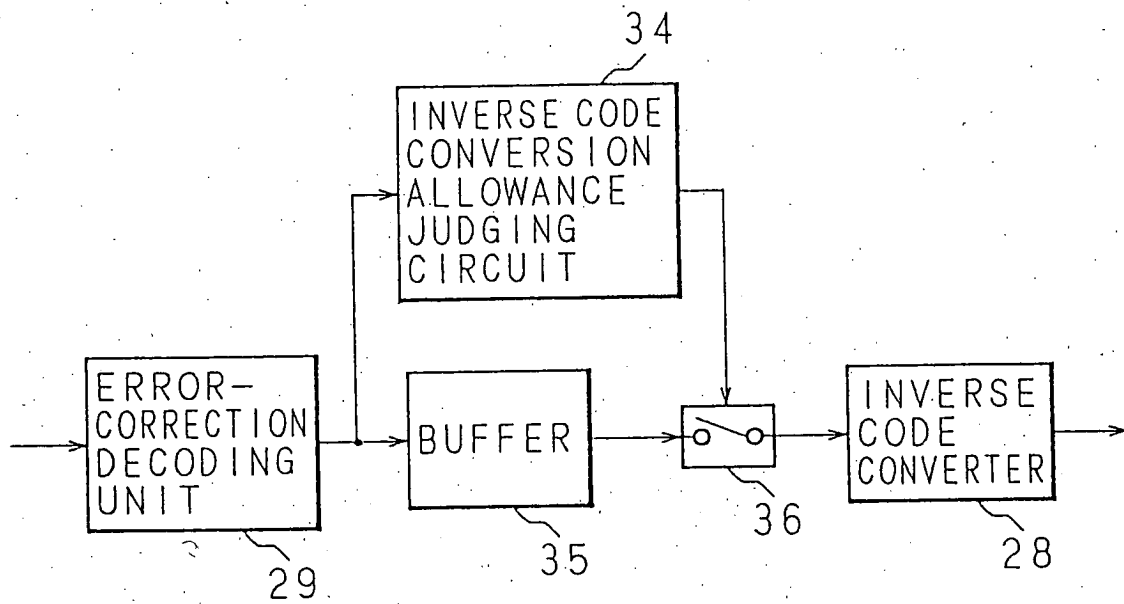 34
INVERSE CODE
CONVERSION
ALLOWANCE
JUDGING
CIRCUIT
ERROR-
CORRECTION
DECODING
UNIT
29
BUFFER
35
36
INVERSE
CODE
CONVERTER
28